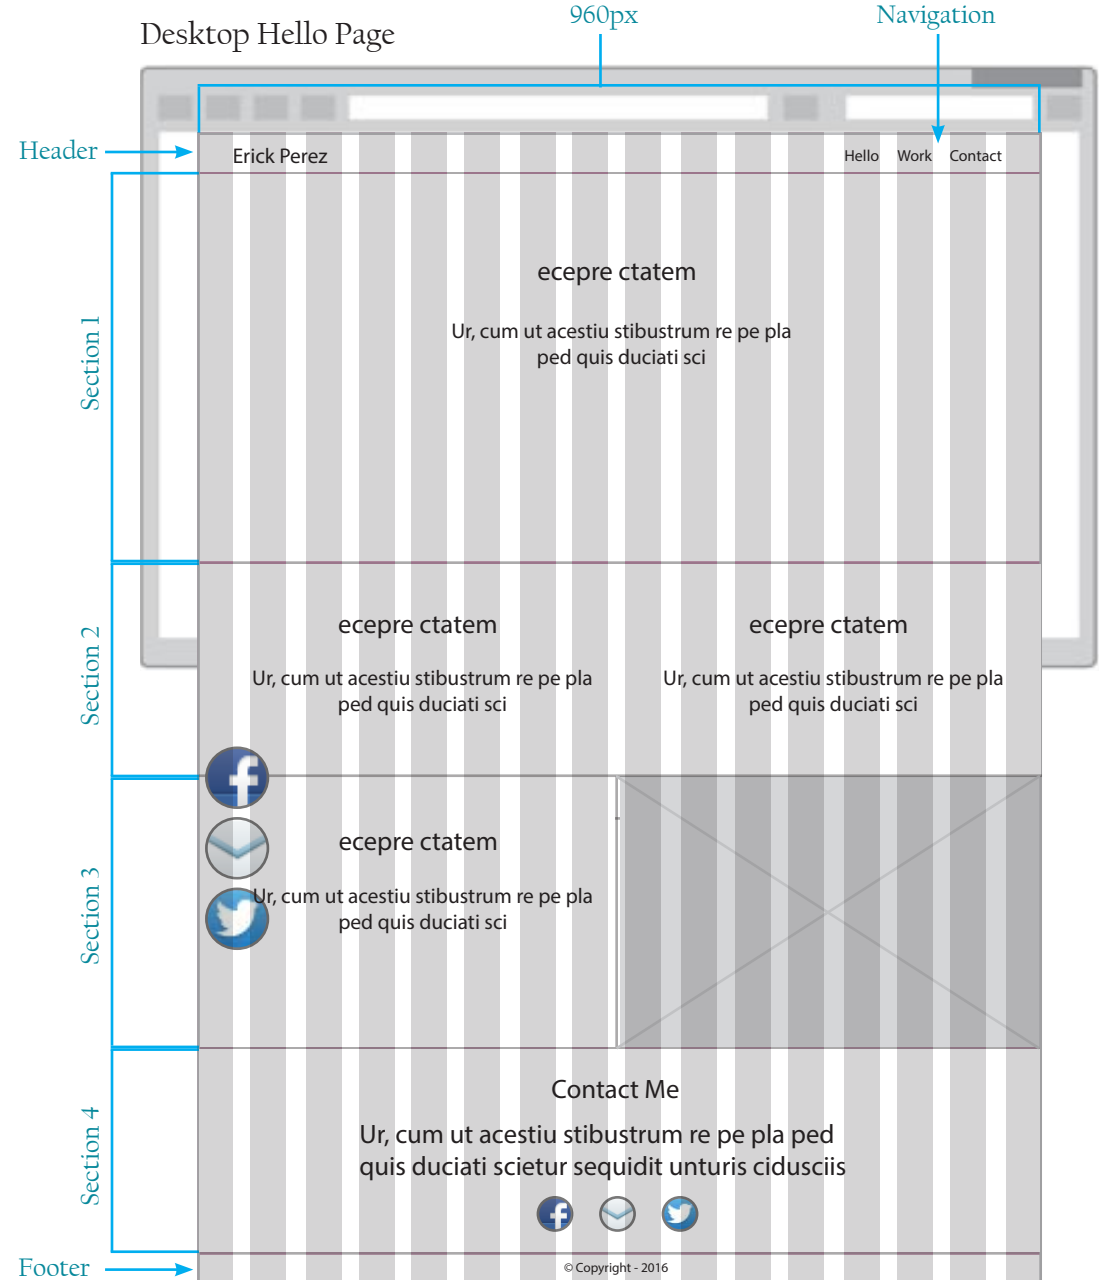 960px
Navigation
Desktop Hello Page
Header
Erick Perez
Hello Work Contact
Section 1
ecepre ctatem
Ur, cum ut acestiu stibustrum re pe pla
ped quis duciati sci
Section 2
ecepre ctatem
Ur, cum ut acestiu stibustrum re pe pla
ped quis duciati sci
ecepre ctatem
Ur, cum ut acestiu stibustrum re pe pla
ped quis duciati sci
Section 3
ecepre ctatem
Ur, cum ut acestiu stibustrum re pe pla
ped quis duciati sci
Section 4
Contact Me
Ur, cum ut acestiu stibustrum re pe pla ped
quis duciati scietur sequidit unturis cidusciis
Footer
© Copyright - 2016